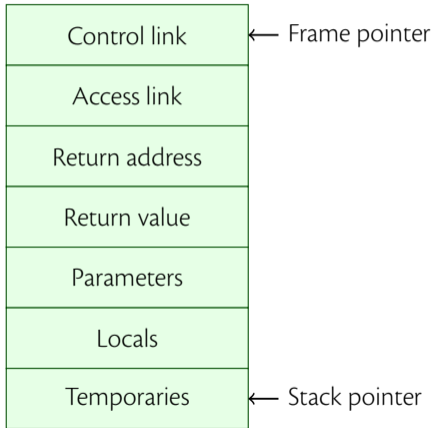 Control link
Frame pointer
Access link
Return address
Return value
Parameters
Locals
Temporaries
Stack pointer